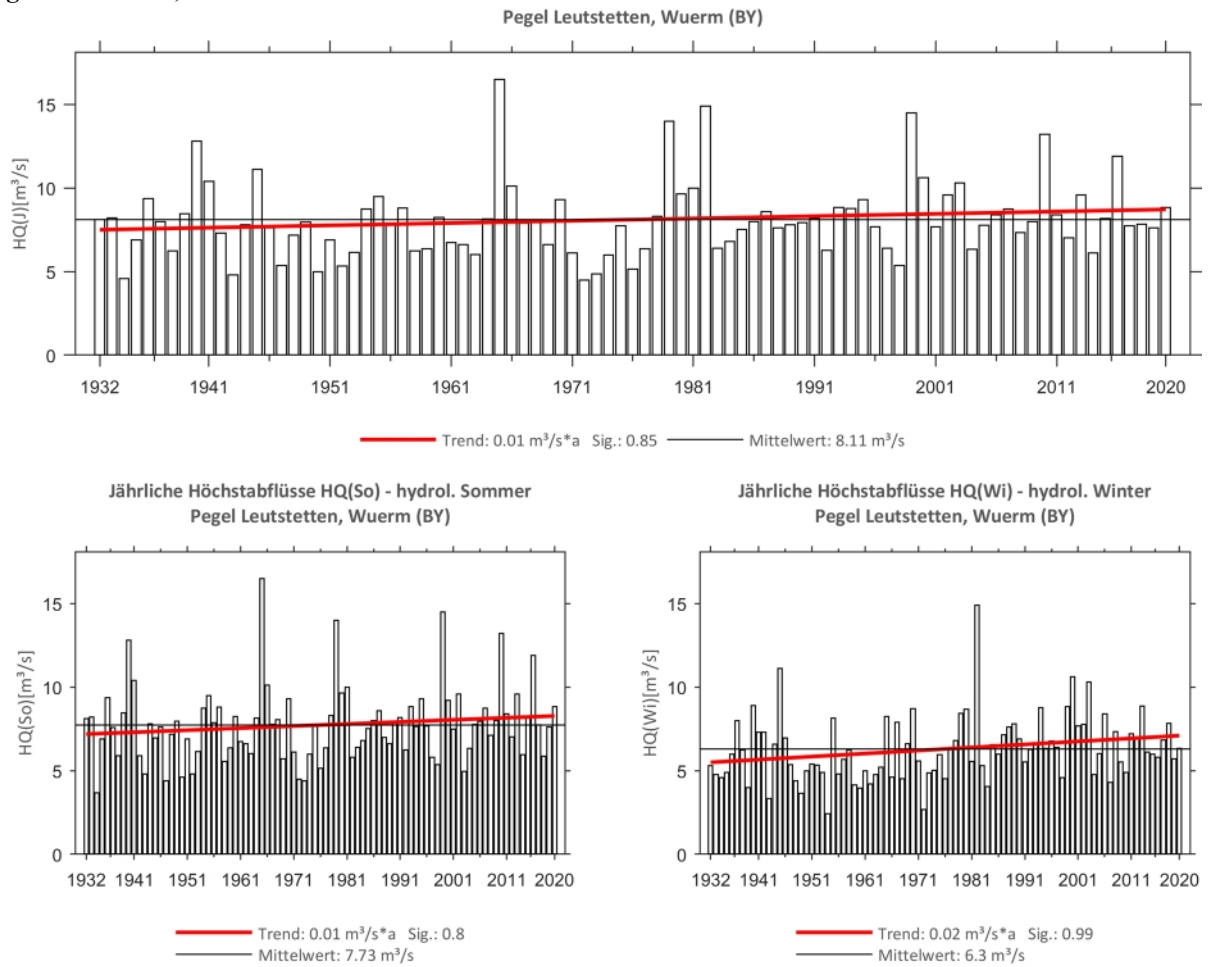 Pegel Leutstetten, Wuerm (BY)
HQ(J)[m³/s]
15
10
5
0
1932 1941 1951 1961 1971 1981 1991 2001 2011 2020
Trend: 0.01 m³/s*a Sig.: 0.85 Mittelwert: 8.11 m³/s
Jährliche Höchstabflüsse HQ(So) - hydrol. Sommer
Pegel Leutstetten, Wuerm (BY)
HQ(So)[m³/s]
15
10
5
0
1932 1941 1951 1961 1971 1981 1991 2001 2011 2020
Trend: 0.01 m³/s*a Sig.: 0.8
Mittelwert: 7.73 m³/s
Jährliche Höchstabflüsse HQ(Wi) - hydrol. Winter
Pegel Leutstetten, Wuerm (BY)
HQ(Wi)[m³/s]
15
10
5
0
1932 1941 1951 1961 1971 1981 1991 2001 2011 2020
Trend: 0.02 m³/s*a Sig.: 0.99
Mittelwert: 6.3 m³/s